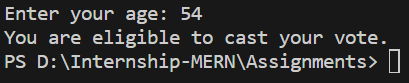 Enter your age: 54
You are eligible to cast your vote.
PS D:\Internship-MERN\Assignments>